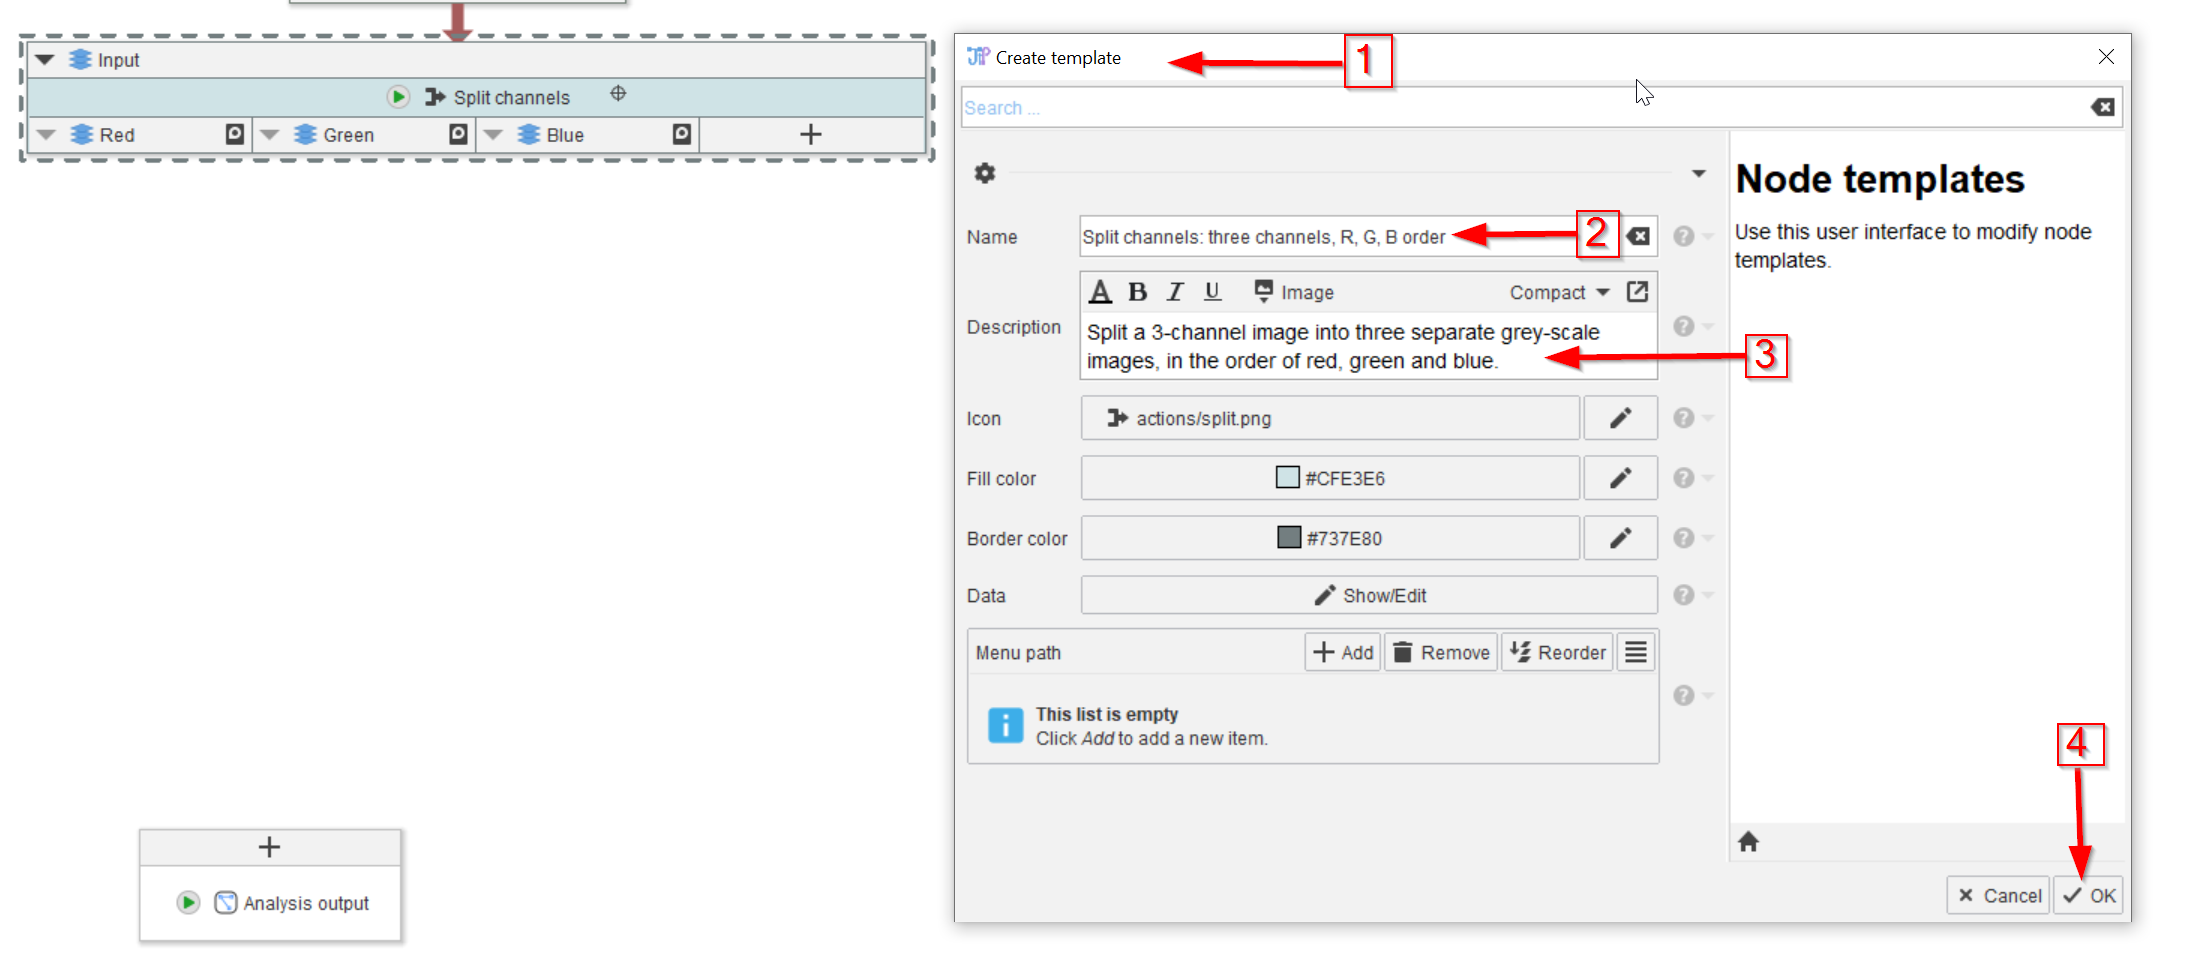 Input
Split channels
Red
Green
Blue
Analysis output
JIP Create template
1
Search ...
Name
Split channels: three channels, R, G, B order
2
Description
A B I U Image Compact
Split a 3-channel image into three separate grey-scale
images, in the order of red, green and blue.
3
Icon
actions/split.png
Fill color
#CFE3E6
Border color
#737E80
Data
Show/Edit
Menu path
Add
Remove
Reorder
This list is empty
Click Add to add a new item.
Node templates
Use this user interface to modify node
templates.
4
Cancel
OK